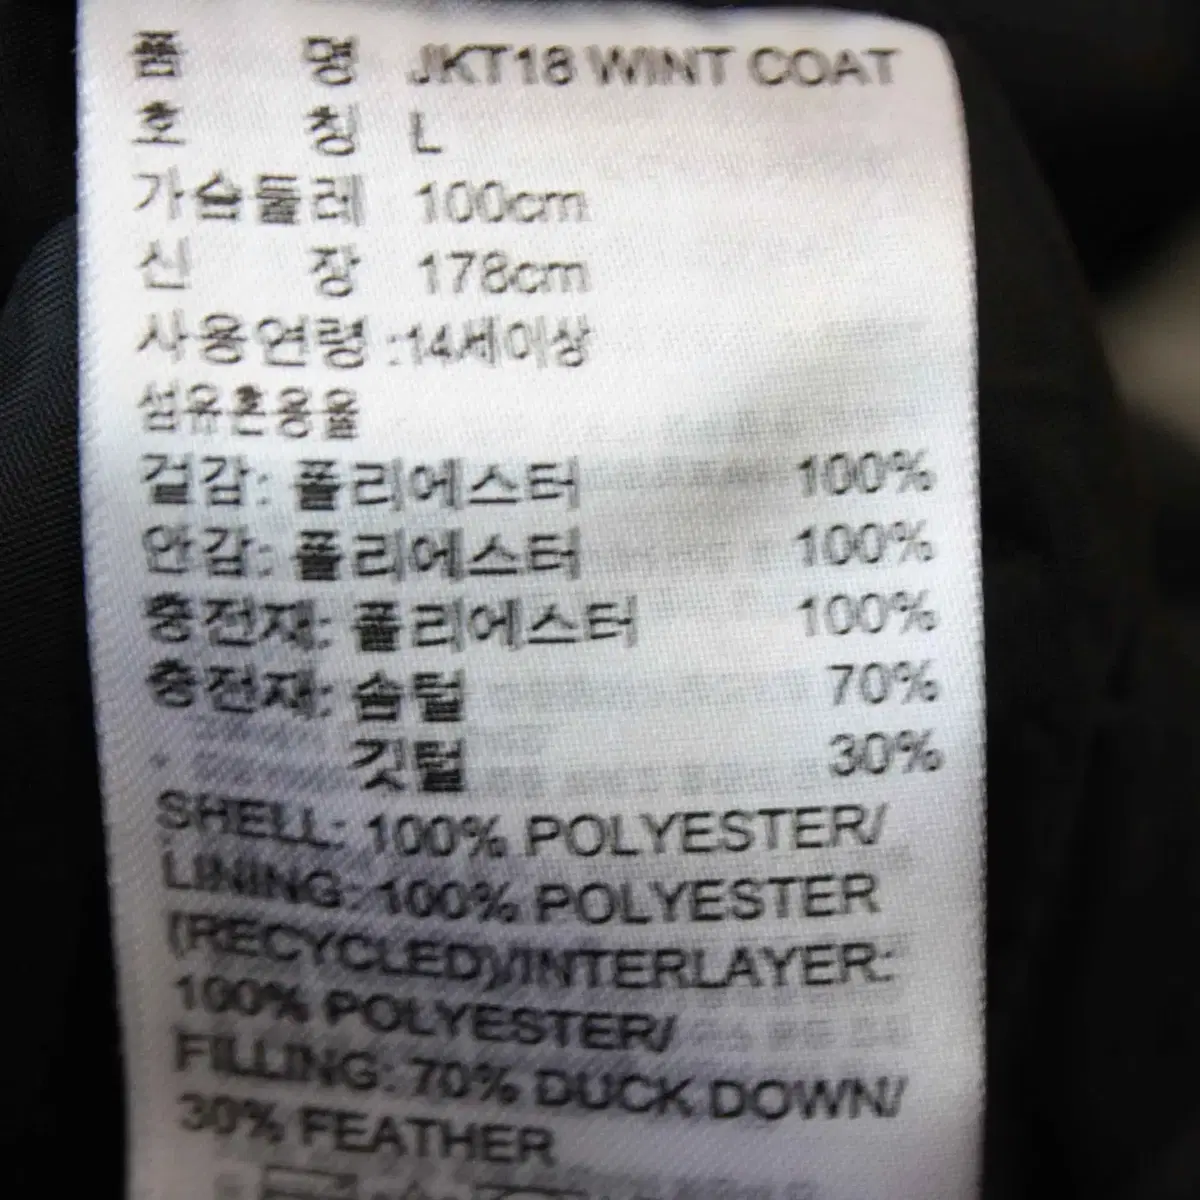 품 명 JKT18 WINT COAT
호 칭 L
가슴둘레 100cm
신 장 178cm
사용연령 :14세이상
섬유혼용율
겉감: 폴리에스터 100%
안감: 폴리에스터 100%
충전재: 폴리에스터 100%
충전재: 솜털 70%
깃털 30%
SHELL: 100% POLYESTER/
LINING: 100% POLYESTER
(RECYCLED)/INTERLAYER:
100% POLYESTER/
FILLING: 70% DUCK DOWN/
30% FEATHER